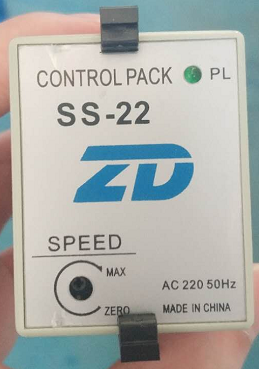 CONTROL PACK PL
SS-22
ZD
SPEED
MAX
ZERO
AC 220 50Hz
MADE IN CHINA